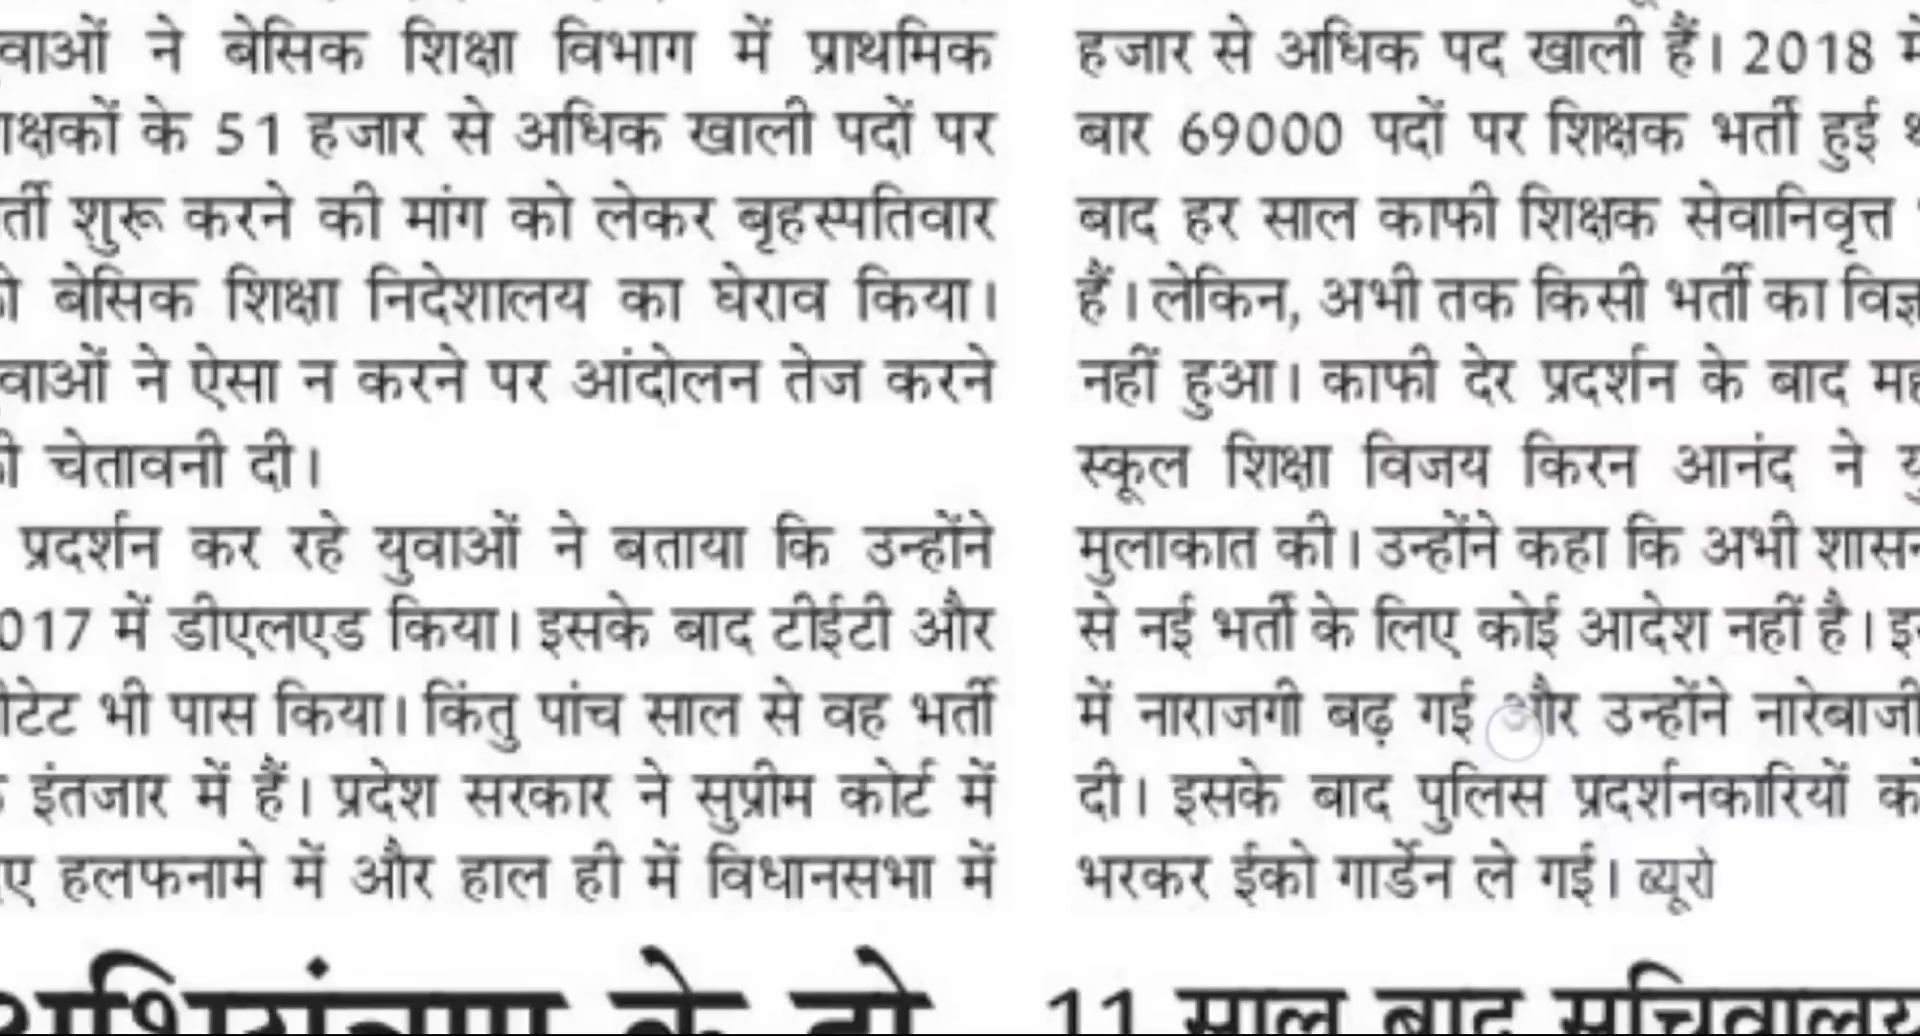 ने बेसिक शिक्षा विभाग में प्राथमिक
के 51 हजार से अधिक खाली पदों पर
शुरू करने की मांग को लेकर बृहस्पतिवार
बेसिक शिक्षा निदेशालय का घेराव किया।
ने ऐसा न करने पर आंदोलन तेज करने
चेतावनी दी।
प्रदर्शन कर रहे युवाओं ने बताया कि उन्होंने
017 में डीएलएड किया। इसके बाद टीईटी और
भी पास किया। किंतु पांच साल से वह भर्ती
इंतजार में हैं। प्रदेश सरकार ने सुप्रीम कोर्ट में
हलफनामे में और हाल ही में विधानसभा में
हजार से अधिक पद खाली हैं। 2018 में
बार 69000 पदों पर शिक्षक भर्ती हुई
बाद हर साल काफी शिक्षक सेवानिवृत्त
हैं। लेकिन, अभी तक किसी भर्ती का
नहीं हुआ। काफी देर प्रदर्शन के बाद
स्कूल शिक्षा विजय किरन आनंद ने
मुलाकात की। उन्होंने कहा कि अभी शासन
से नई भर्ती के लिए कोई आदेश नहीं है।
में नाराजगी बढ़ गई और उन्होंने नारेबाजी
दी। इसके बाद पुलिस प्रदर्शनकारियों को
भरकर ईको गार्डेन ले गई। ब्यूरो
के दो
11 साल बाद